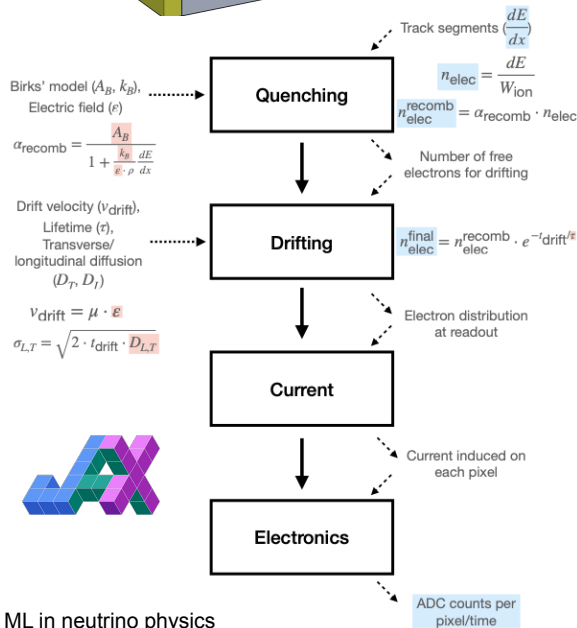 Track segments (dE/dx)
n_elec = dE/W_ion
Quenching
n_elec^recomb = α_recomb · n_elec
Birks' model (A_B, k_B),
Electric field (ε)
α_recomb = A_B / (1 + k_B/(ε · ρ) dE/dx)
Number of free
electrons for drifting
Drift velocity (v_drift),
Lifetime (τ),
Transverse/
longitudinal diffusion
(D_T, D_l)
Drifting
n_elec^final = n_elec^recomb · e^(−t_drift/τ)
v_drift = μ · ε
σ_L,T = √(2 · t_drift · D_L,T)
Electron distribution
at readout
Current
Current induced on
each pixel
JAX
Electronics
ADC counts per
pixel/time
ML in neutrino physics